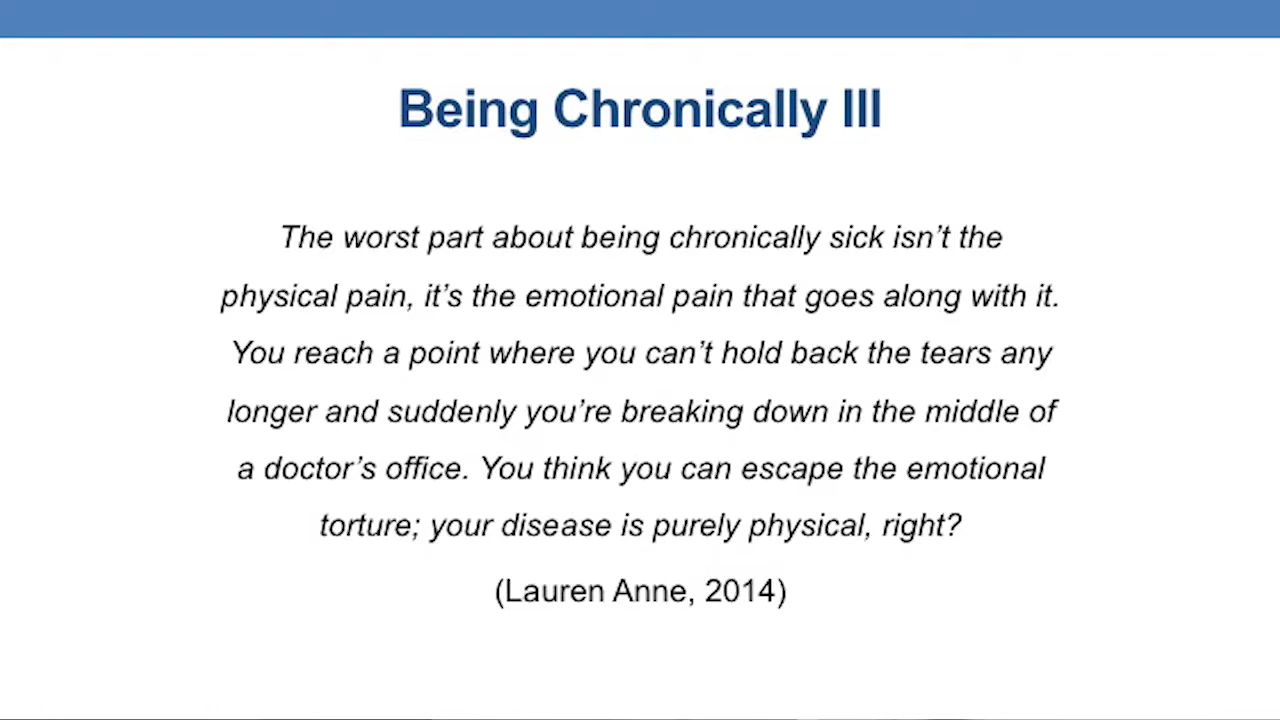 Being Chronically Ill
The worst part about being chronically sick isn’t the
physical pain, it’s the emotional pain that goes along with it.
You reach a point where you can’t hold back the tears any
longer and suddenly you’re breaking down in the middle of
a doctor’s office. You think you can escape the emotional
torture; your disease is purely physical, right?
(Lauren Anne, 2014)